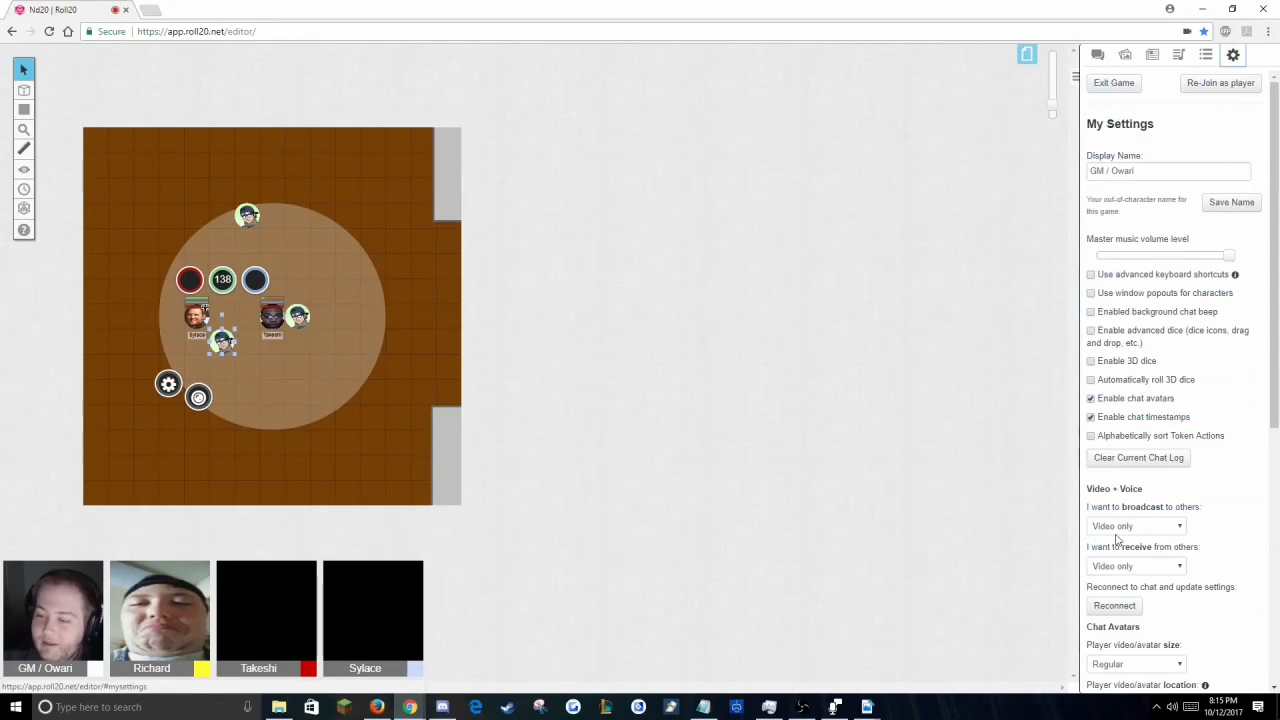 Nd20 | Roll20
Secure
https://app.roll20.net/editor/
Exit Game
Re-Join as player
My Settings
Display Name:
GM / Owari
Your out-of-character name for
this game.
Save Name
Master music volume level
Use advanced keyboard shortcuts
Use window popouts for characters
Enabled background chat beep
Enable advanced dice (dice icons, drag
and drop, etc.)
Enable 3D dice
Automatically roll 3D dice
Enable chat avatars
Enable chat timestamps
Alphabetically sort Token Actions
Clear Current Chat Log
Video + Voice
I want to broadcast to others:
Video only
I want to receive from others:
Video only
Reconnect to chat and update settings:
Reconnect
Chat Avatars
Player video/avatar size:
Regular
Player video/avatar location:
138
Sylace
Takeshi
GM / Owari
Richard
Takeshi
Sylace
https://app.roll20.net/editor/#mysettings
Type here to search
8:15 PM
10/12/2017